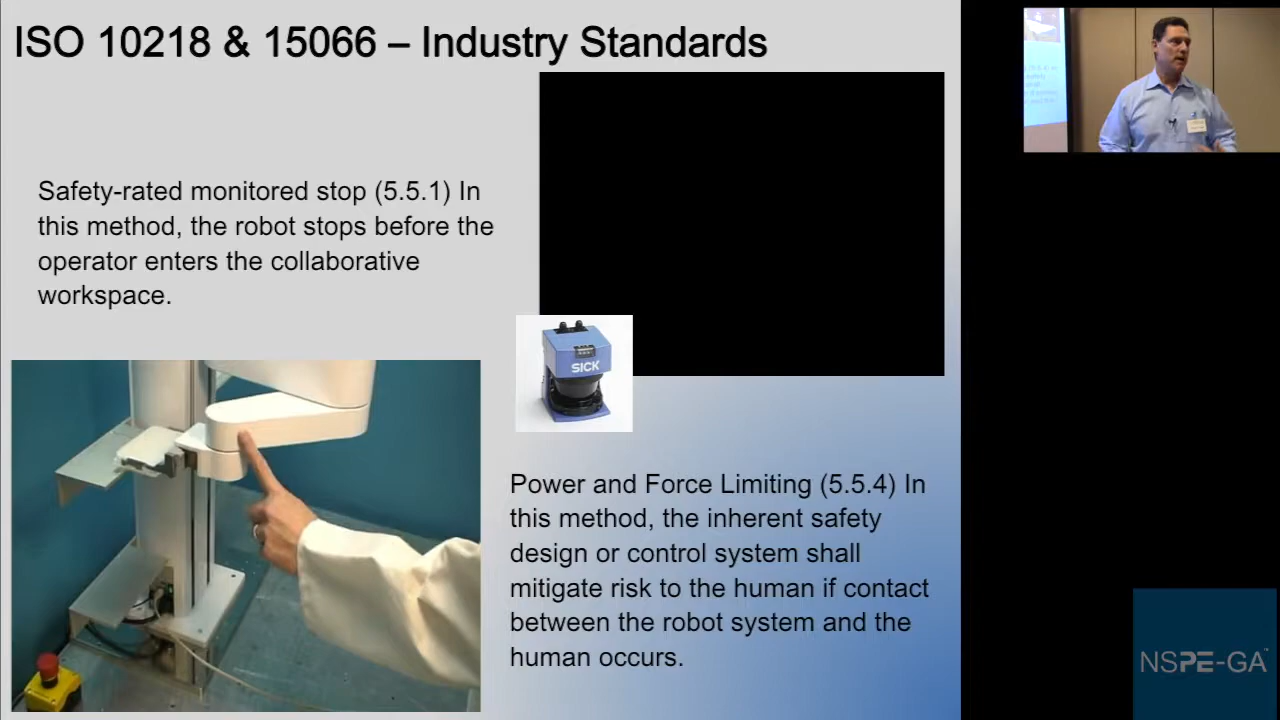 ISO 10218 & 15066 – Industry Standards
Safety-rated monitored stop (5.5.1) In
this method, the robot stops before the
operator enters the collaborative
workspace.
SICK
Power and Force Limiting (5.5.4) In
this method, the inherent safety
design or control system shall
mitigate risk to the human if contact
between the robot system and the
human occurs.
NSPE-GA